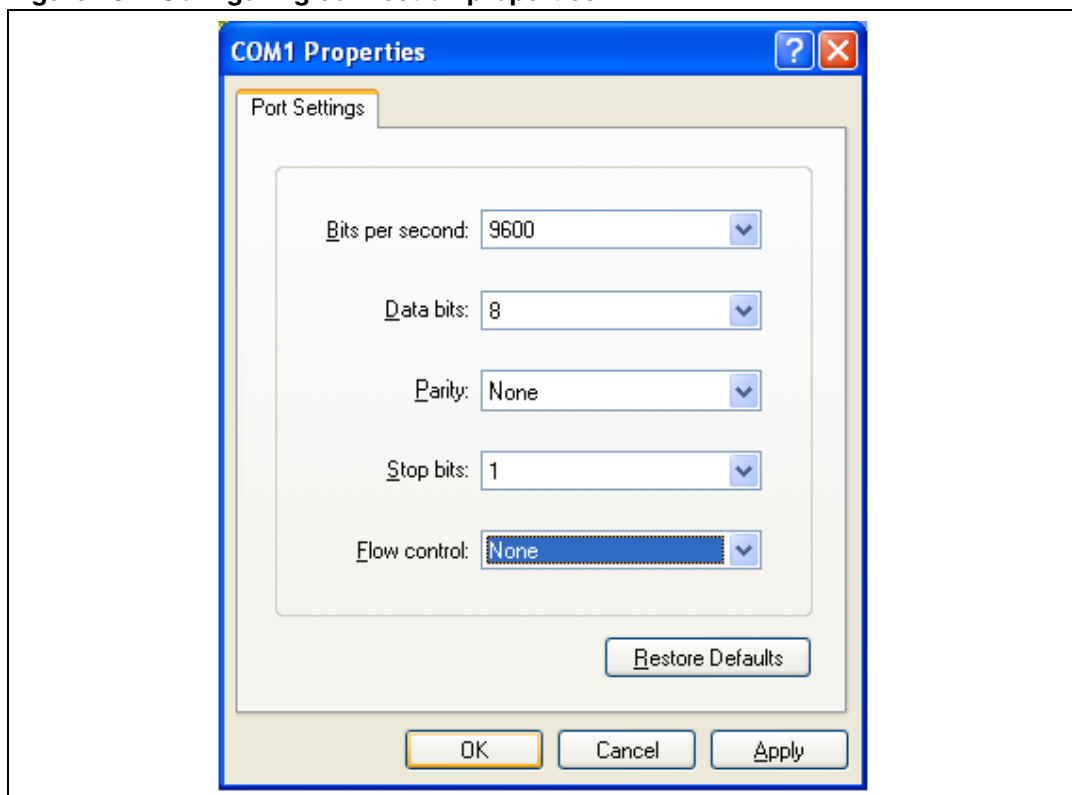 COM1 Properties
Port Settings
Bits per second: 9600
Data bits: 8
Parity: None
Stop bits: 1
Flow control: None
Restore Defaults
OK Cancel Apply